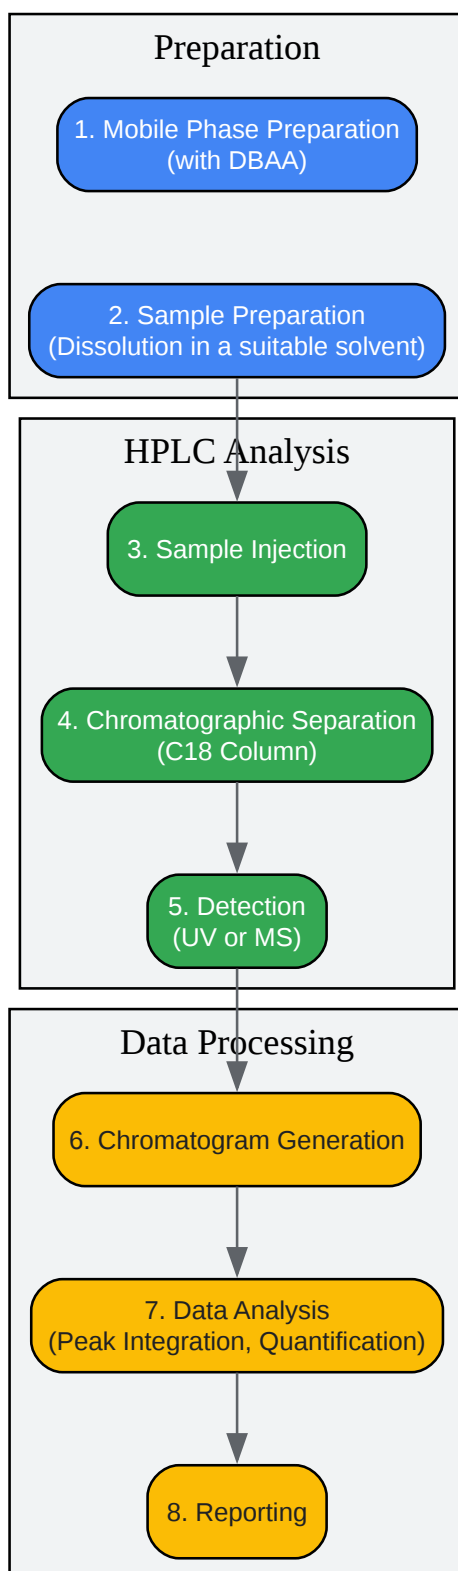 Preparation
1. Mobile Phase Preparation
(with DBAA)
2. Sample Preparation
(Dissolution in a suitable solvent)
HPLC Analysis
3. Sample Injection
4. Chromatographic Separation
(C18 Column)
5. Detection
(UV or MS)
Data Processing
6. Chromatogram Generation
7. Data Analysis
(Peak Integration, Quantification)
8. Reporting